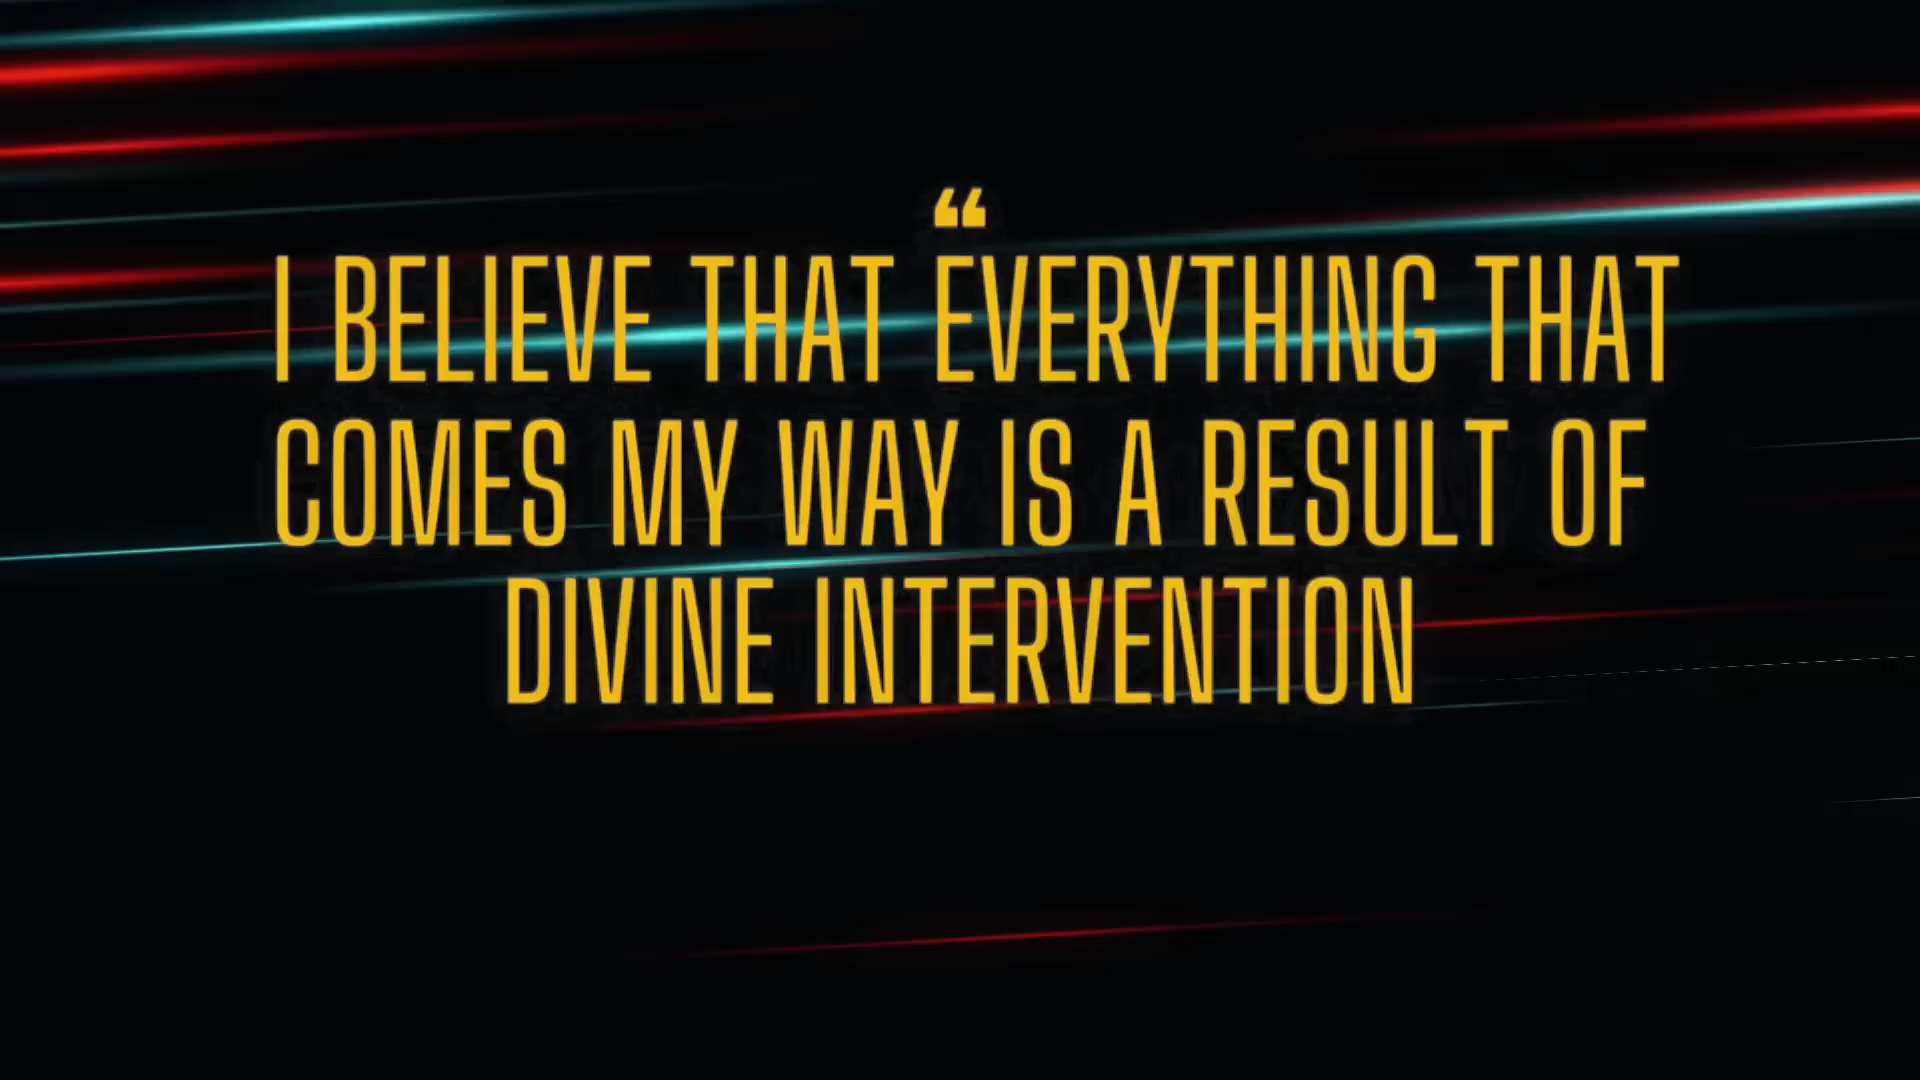 ❝
I BELIEVE THAT EVERYTHING THAT
COMES MY WAY IS A RESULT OF
DIVINE INTERVENTION